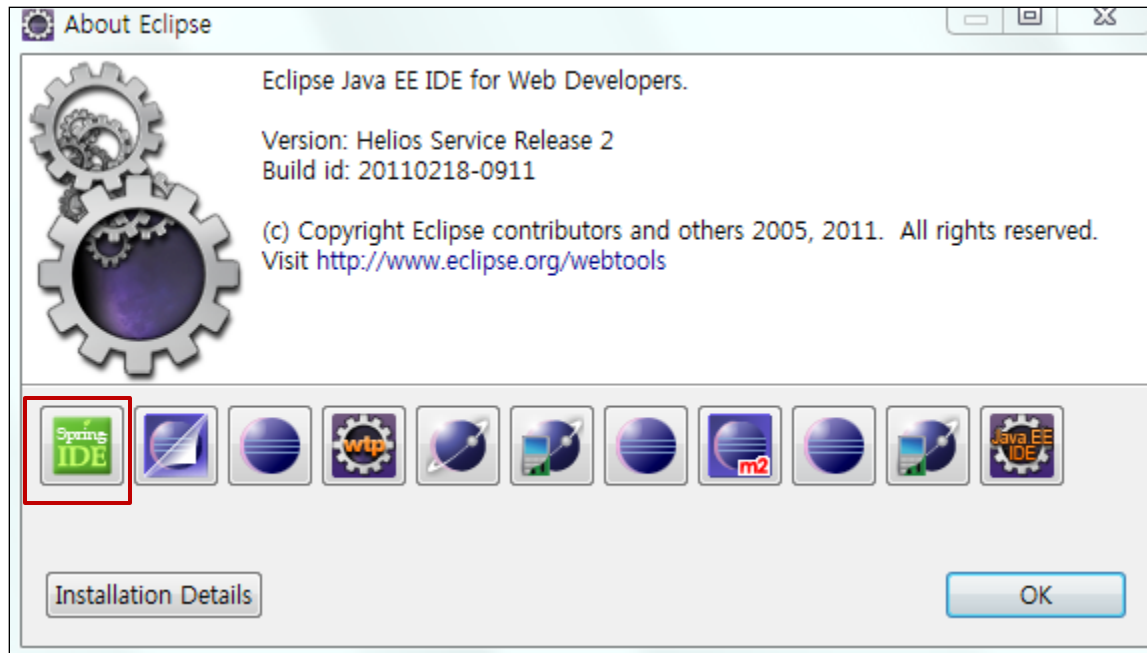 About Eclipse
Eclipse Java EE IDE for Web Developers.
Version: Helios Service Release 2
Build id: 20110218-0911
(c) Copyright Eclipse contributors and others 2005, 2011.  All rights reserved.
Visit http://www.eclipse.org/webtools
Spring
IDE
wtp
m2
Java EE
IDE
Installation Details
OK